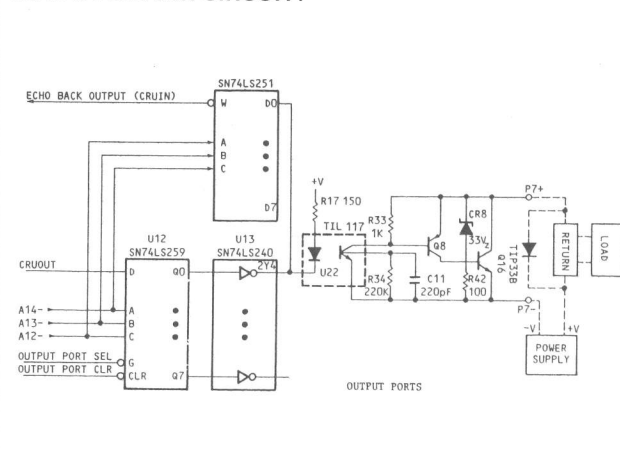 SN74LS251
ECHO BACK OUTPUT (CRUIN)
W D0
A
B
C
D7
+V
R17 150
TIL 117
U22
R33
1K
R34
220K
C11
220pF
Q8
CR8
33V
Z
R42
100
Q16
TIP33B
P7+
P7-
RETURN
LOAD
-V +V
POWER
SUPPLY
U12
SN74LS259
U13
SN74LS240
2Y4
CRUOUT
D Q0
A14-
A
A13-
B
A12-
C
OUTPUT PORT SEL
G
OUTPUT PORT CLR
CLR Q7
OUTPUT PORTS